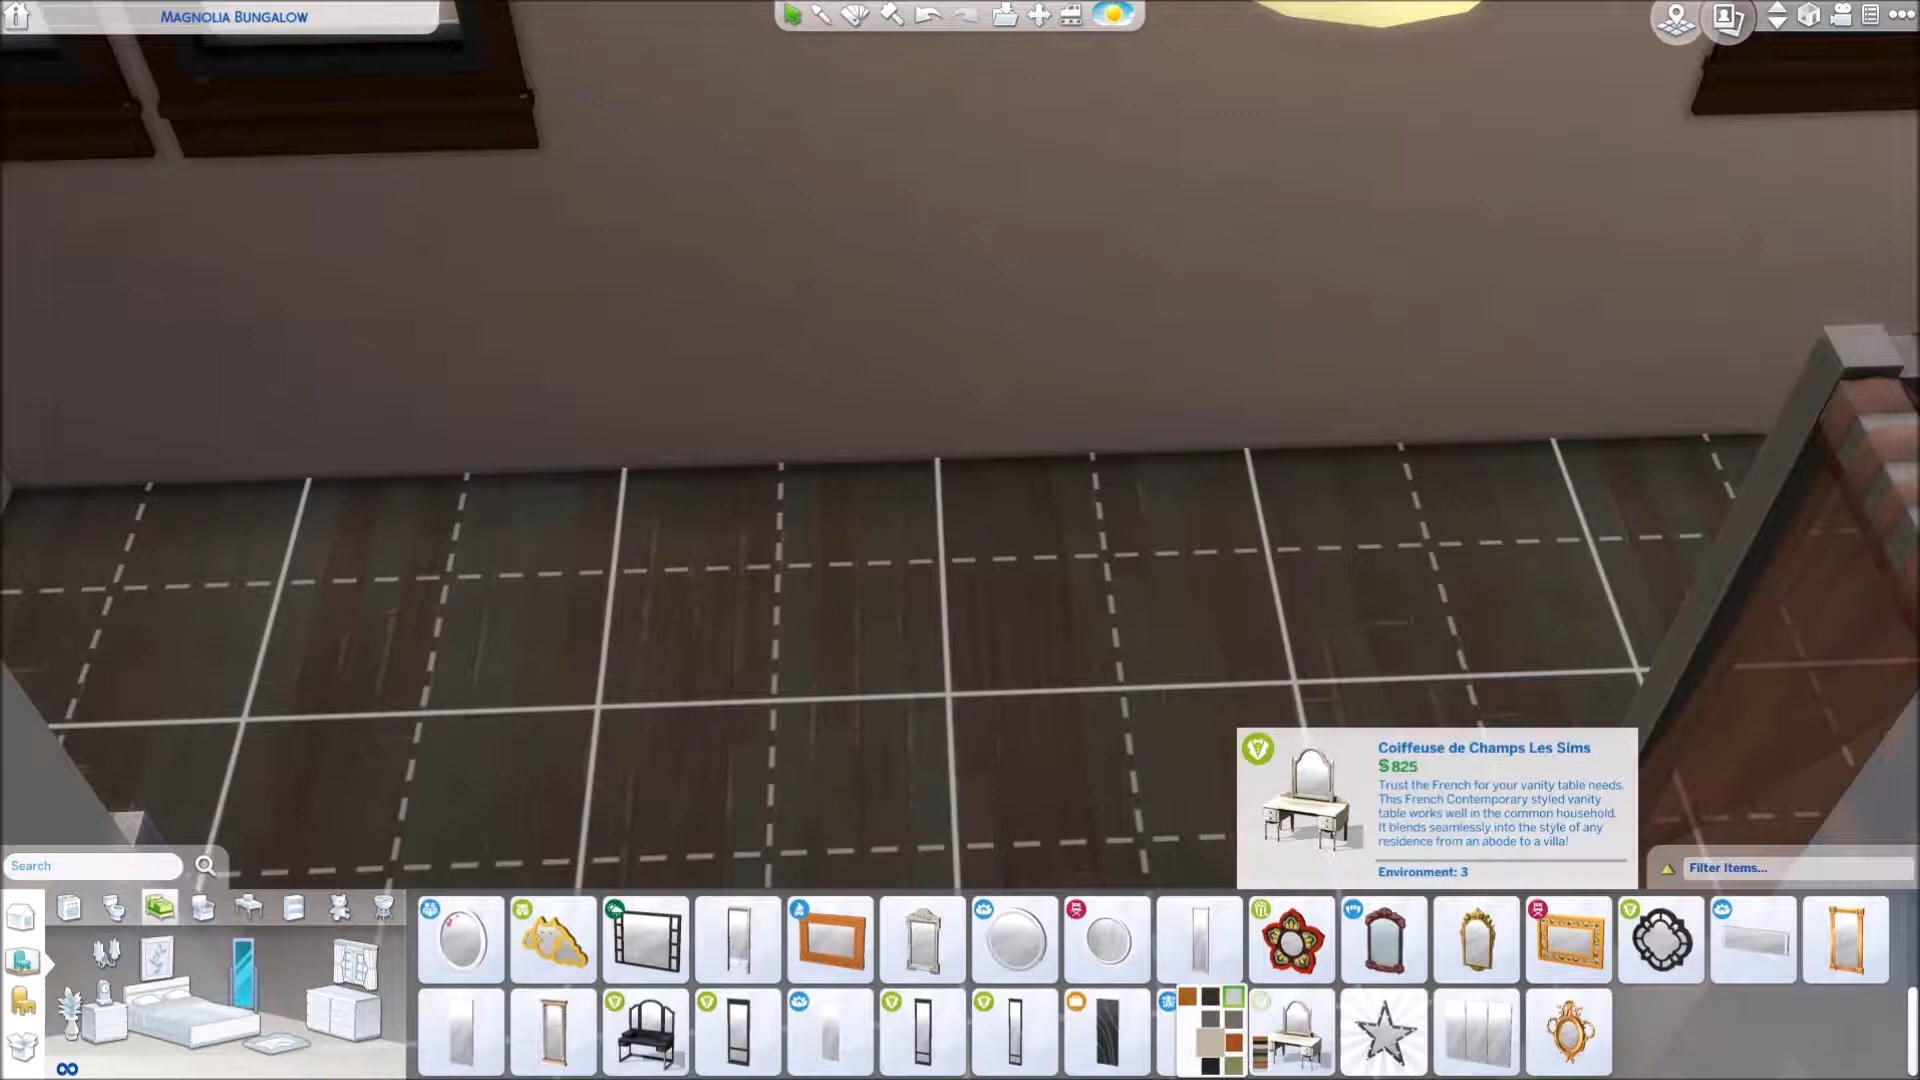 Magnolia Bungalow
Coiffeuse de Champs Les Sims
§825
Trust the French for your vanity table needs.
This French Contemporary styled vanity
table works well in the common household.
It blends seamlessly into the style of any
residence from an abode to a villa!
Environment: 3
Search
Filter Items...